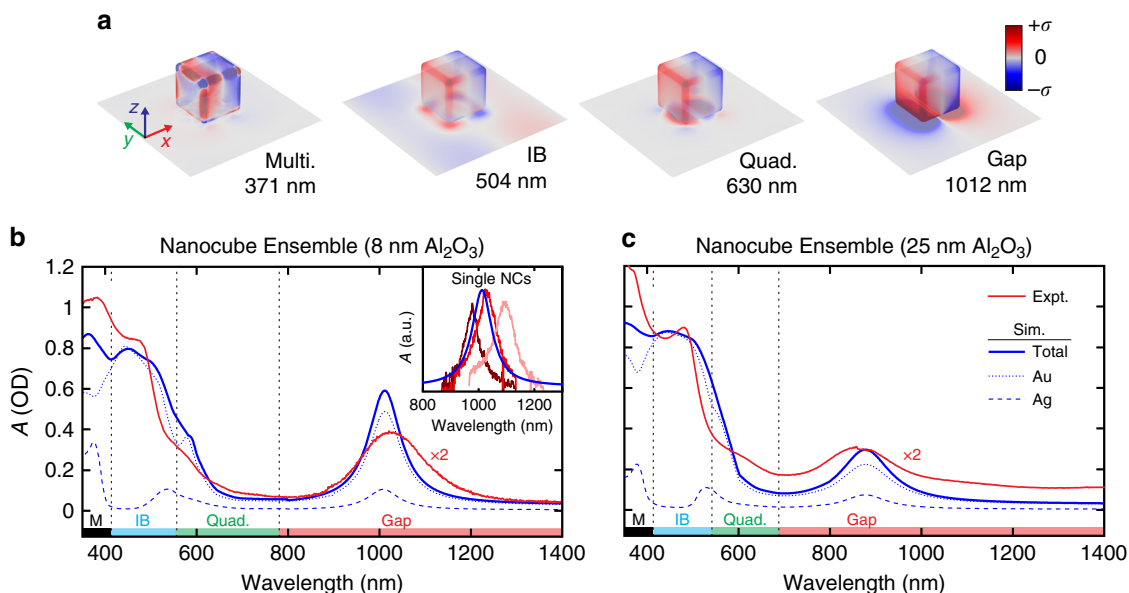 a
+σ
0
−σ
z
y
x
Multi.
371 nm
IB
504 nm
Quad.
630 nm
Gap
1012 nm
b
Nanocube Ensemble (8 nm Al₂O₃)
A (OD)
1.2
1
0.8
0.6
0.4
0.2
0
Single NCs
A (a.u.)
800
1000
1200
Wavelength (nm)
×2
M
IB
Quad.
Gap
400
600
800
1000
1200
1400
Wavelength (nm)
c
Nanocube Ensemble (25 nm Al₂O₃)
Expt.
Sim.
Total
Au
Ag
×2
M
IB
Quad.
Gap
400
600
800
1000
1200
1400
Wavelength (nm)